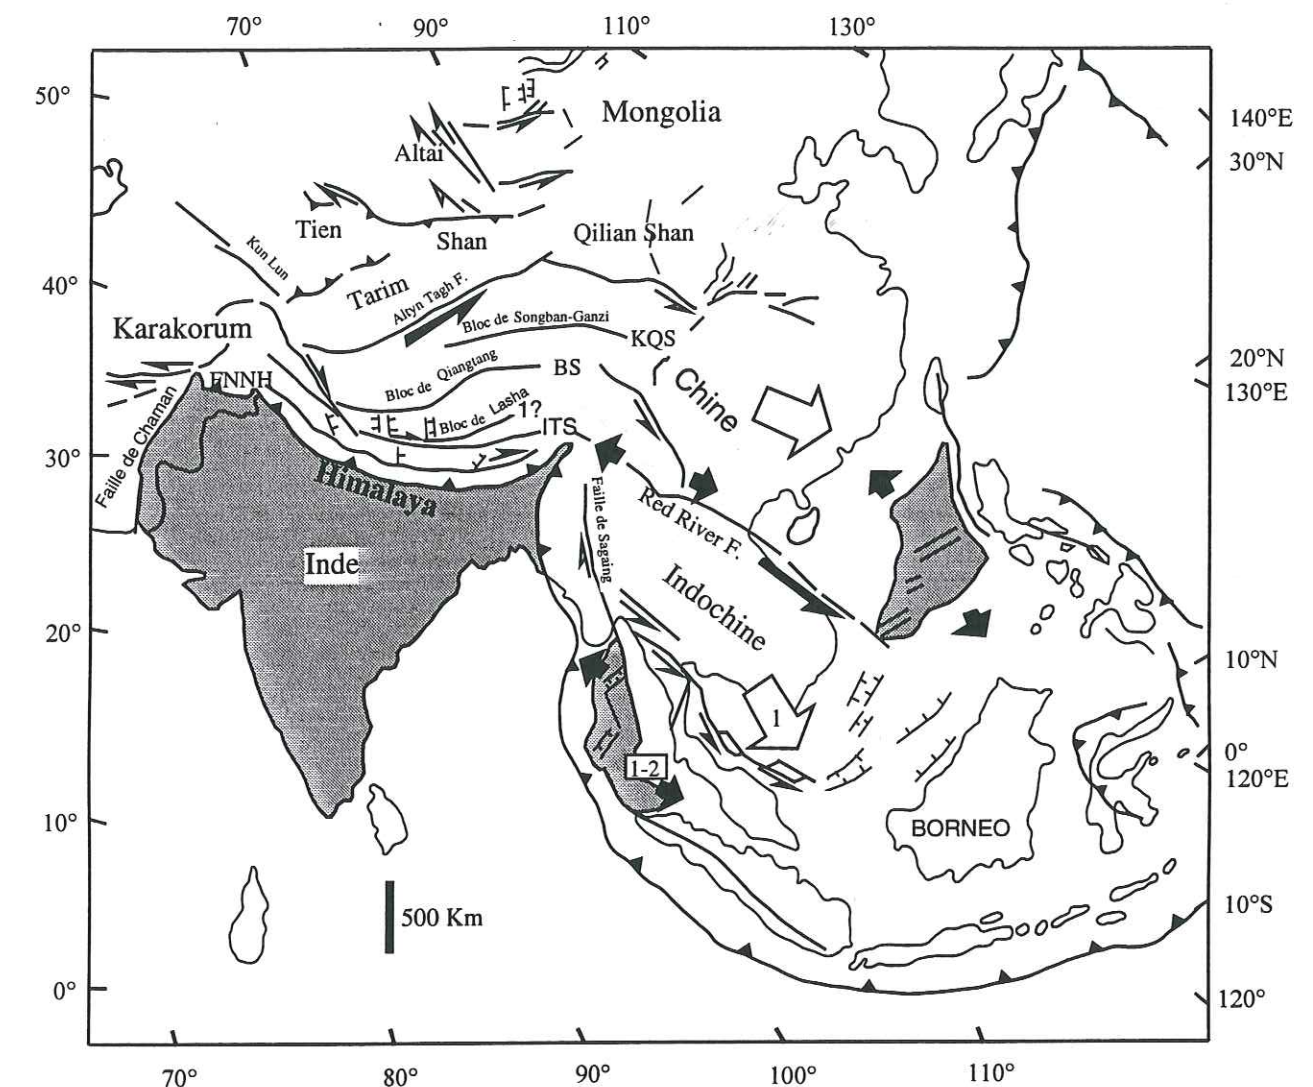 70°
90°
110°
130°
50°
Mongolia
140°E
Altai
30°N
Tien
Shan
Qilian Shan
Kun Lun
40°
Tarim
Altyn Tagh F.
Karakorum
Bloc de Songban-Ganzi
KQS
20°N
Bloc de Qiangtang
BS
FNNH
130°E
Chine
Bloc de Lasha
1?
ITS
Faille de Chaman
30°
Himalaya
Red River F.
Faille de Sagaing
Inde
Indochine
20°
10°N
1
0°
1-2
120°E
10°
BORNEO
500 Km
10°S
0°
120°
70°
80°
90°
100°
110°